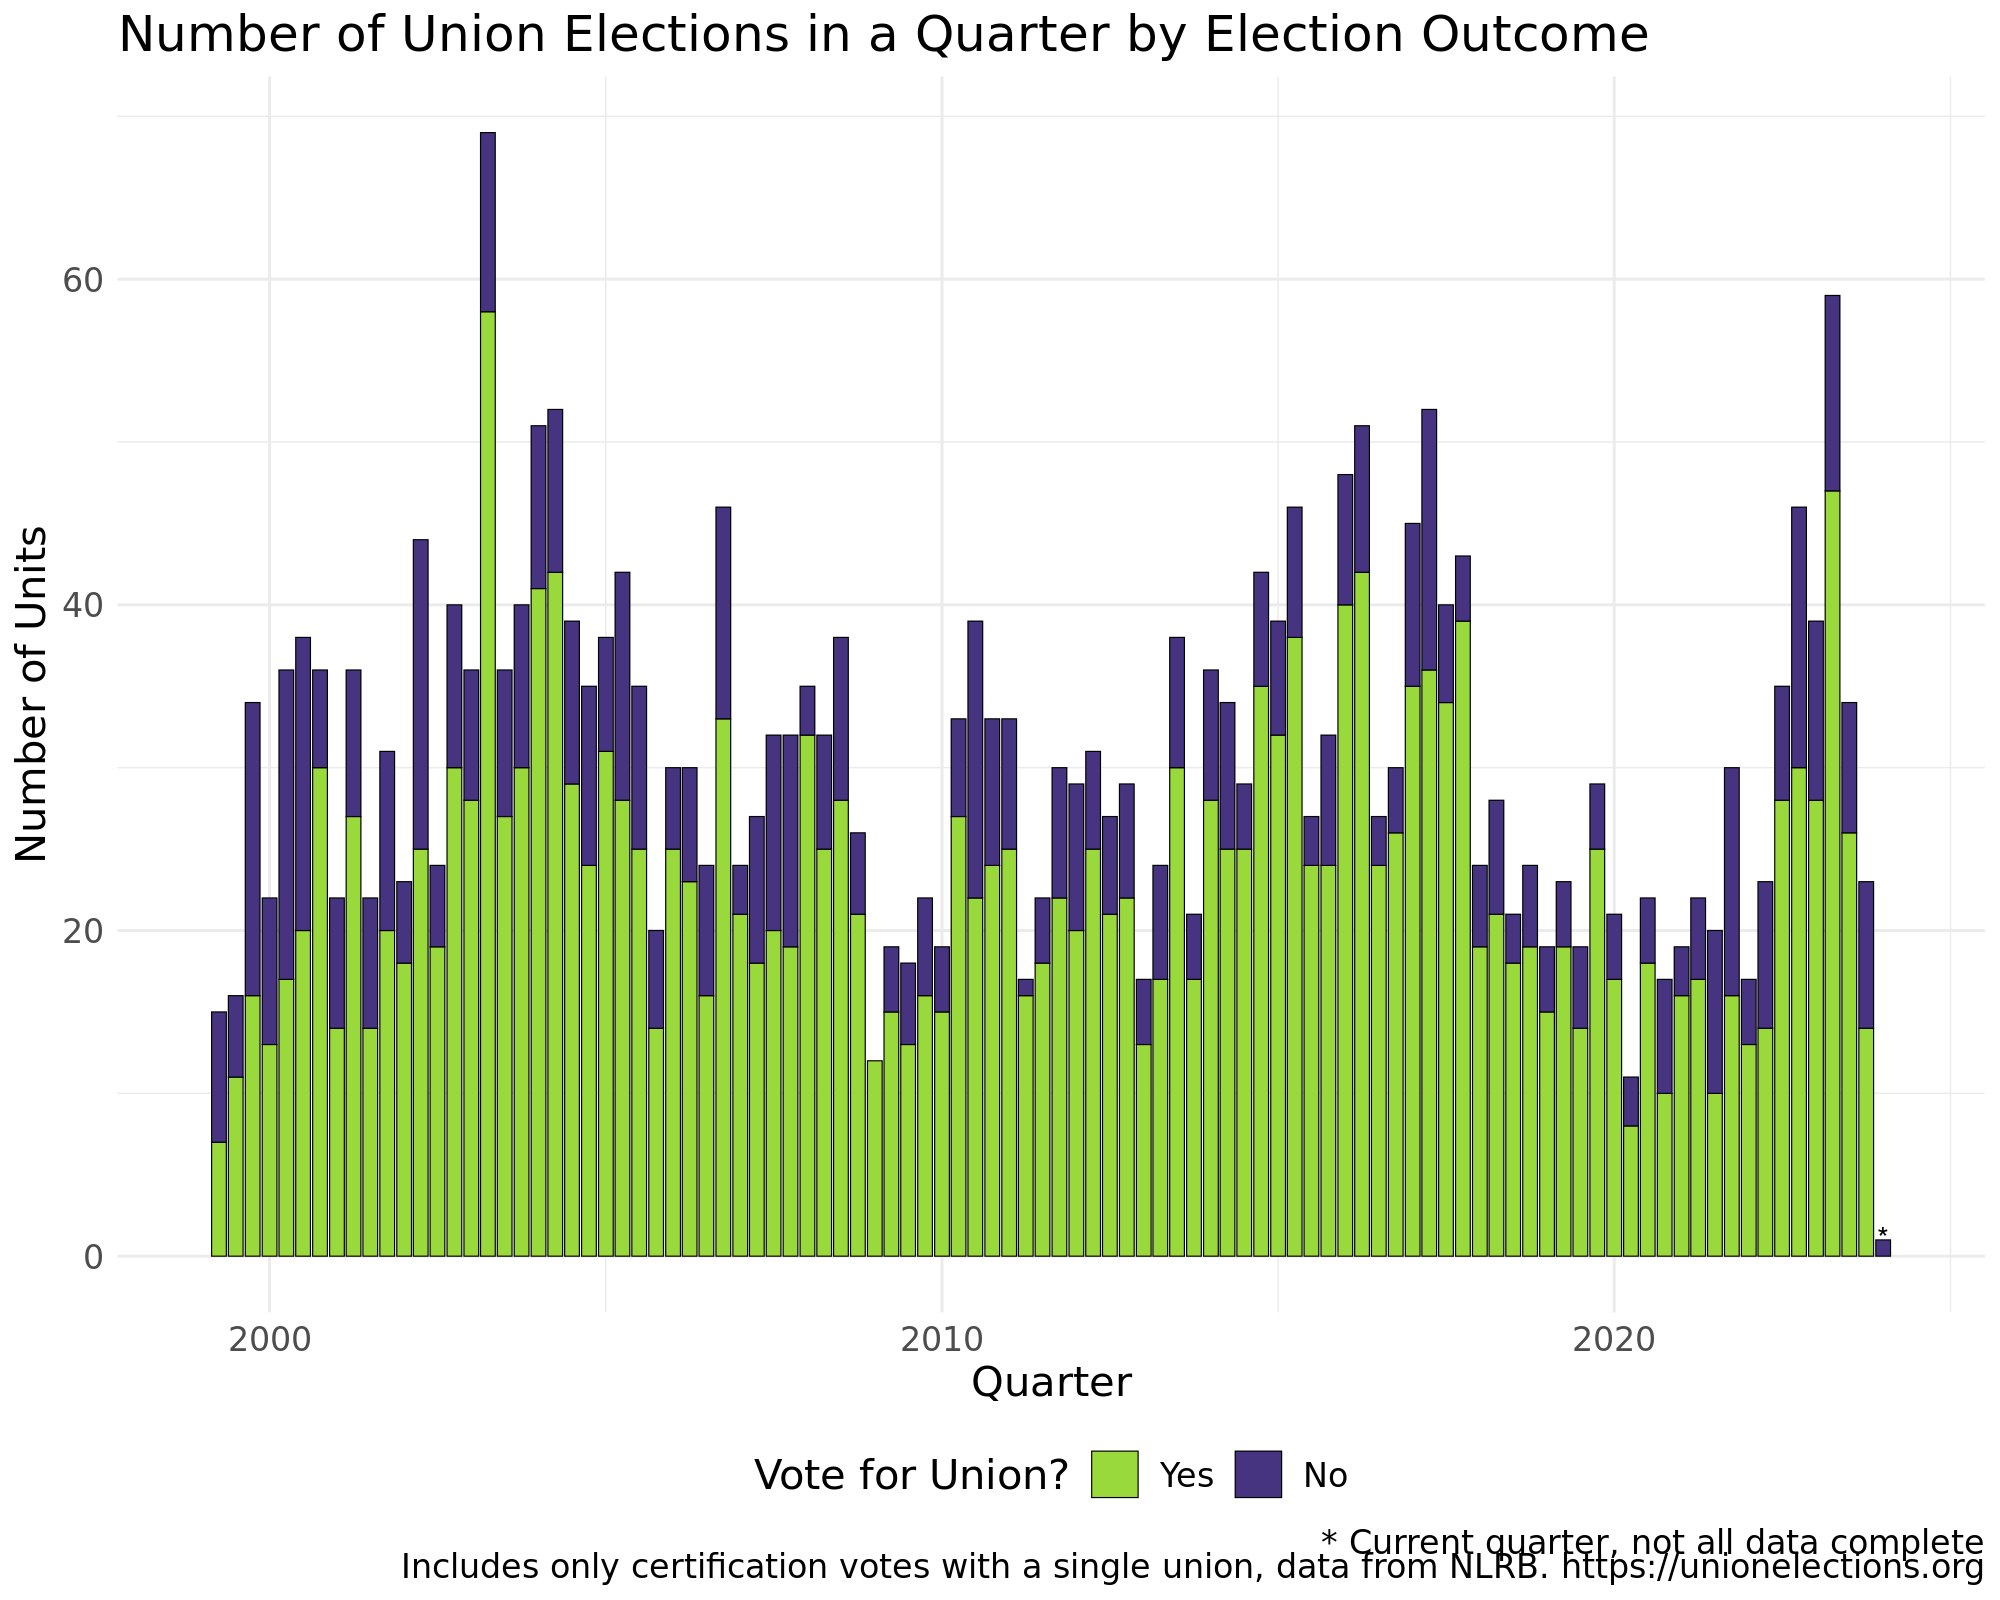 Number of Union Elections in a Quarter by Election Outcome
Number of Units
60
40
20
0
*
2000 2010 2020
Quarter
Vote for Union? Yes No
* Current quarter, not all data complete
Includes only certification votes with a single union, data from NLRB. https://unionelections.org